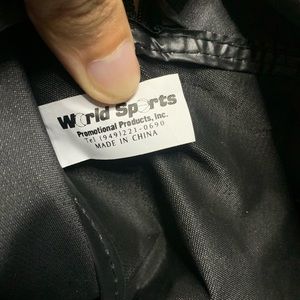 World Sports
Promotional Products, Inc.
Tel (949)221-0690
MADE IN CHINA